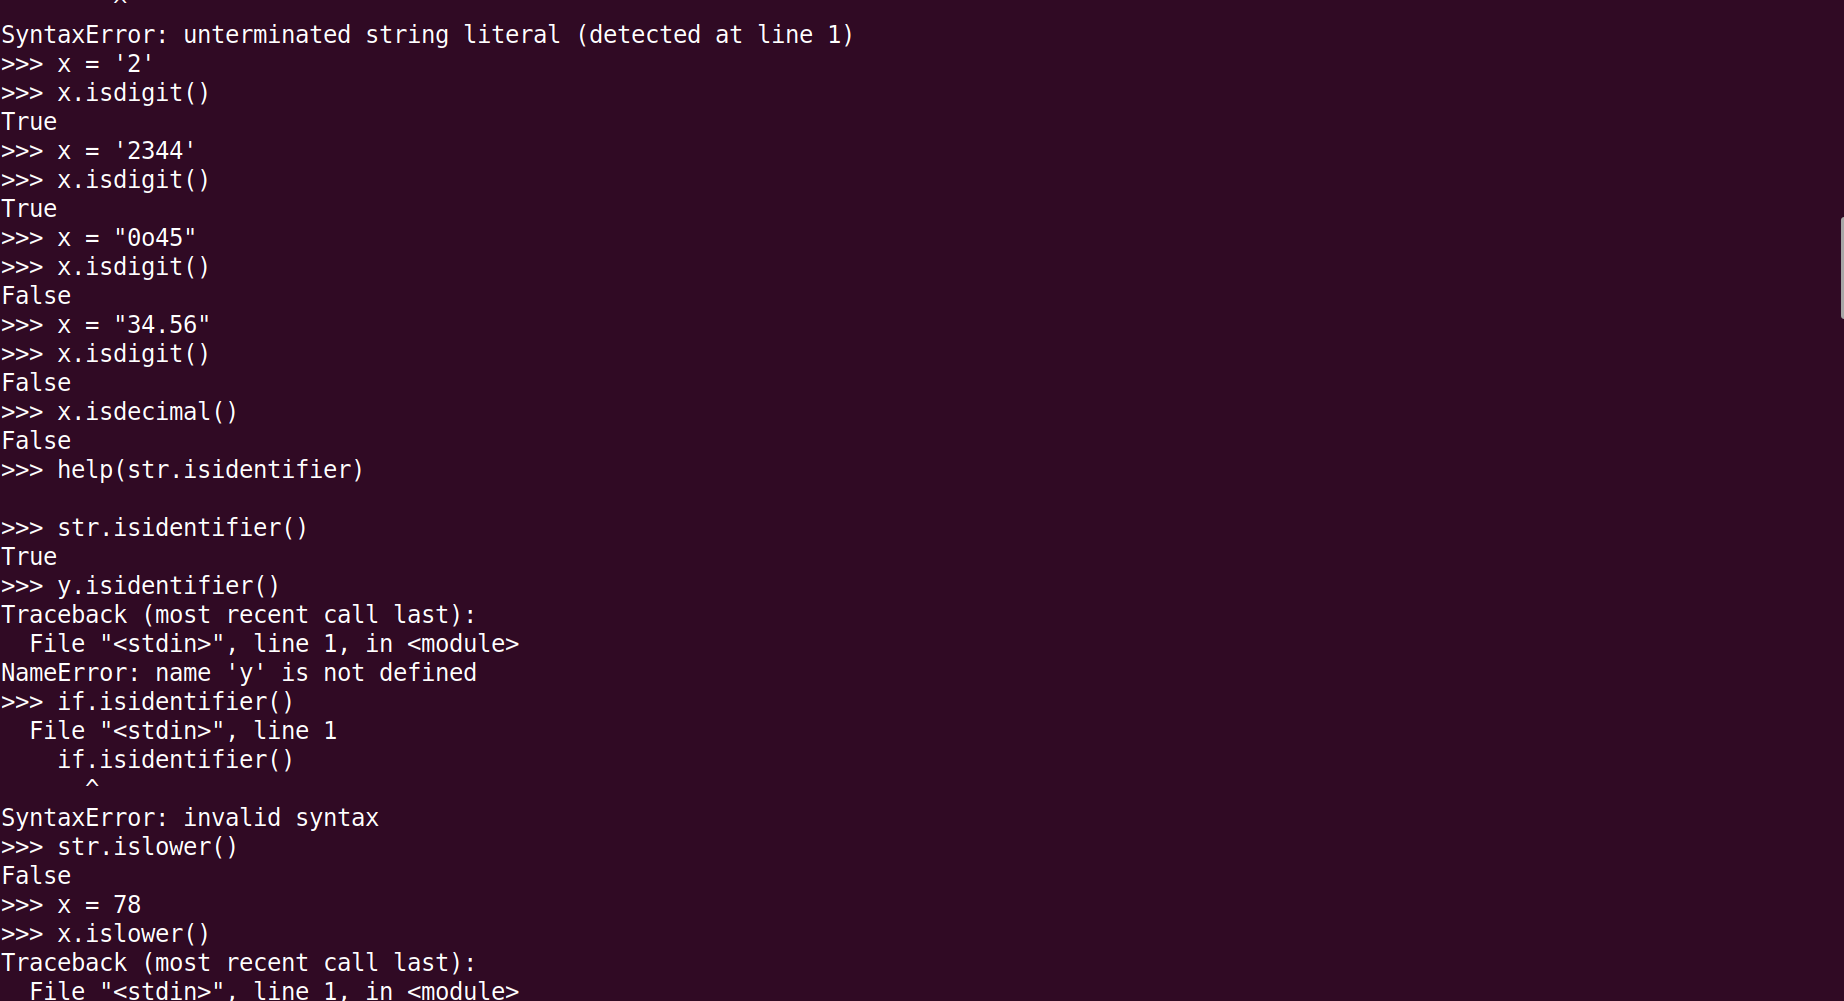 ^
SyntaxError: unterminated string literal (detected at line 1)
>>> x = '2'
>>> x.isdigit()
True
>>> x = '2344'
>>> x.isdigit()
True
>>> x = "0o45"
>>> x.isdigit()
False
>>> x = "34.56"
>>> x.isdigit()
False
>>> x.isdecimal()
False
>>> help(str.isidentifier)

>>> str.isidentifier()
True
>>> y.isidentifier()
Traceback (most recent call last):
  File "<stdin>", line 1, in <module>
NameError: name 'y' is not defined
>>> if.isidentifier()
  File "<stdin>", line 1
    if.isidentifier()
      ^
SyntaxError: invalid syntax
>>> str.islower()
False
>>> x = 78
>>> x.islower()
Traceback (most recent call last):
  File "<stdin>", line 1, in <module>